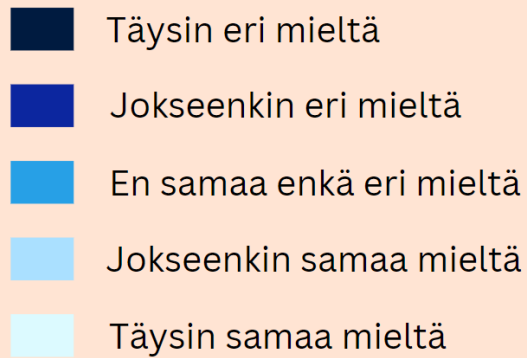 Täysin eri mieltä
Jokseenkin eri mieltä
En samaa enkä eri mieltä
Jokseenkin samaa mieltä
Täysin samaa mieltä